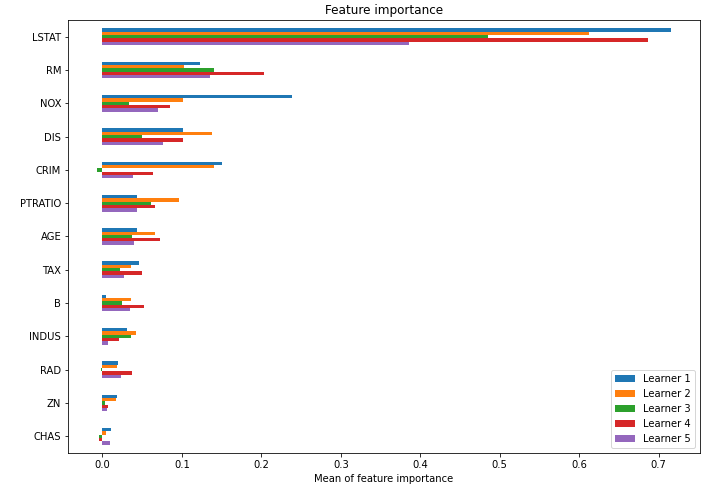 Feature importance
LSTAT
RM
NOX
DIS
CRIM
PTRATIO
AGE
TAX
B
INDUS
RAD
ZN
CHAS
Learner 1
Learner 2
Learner 3
Learner 4
Learner 5
0.0 0.1 0.2 0.3 0.4 0.5 0.6 0.7
Mean of feature importance